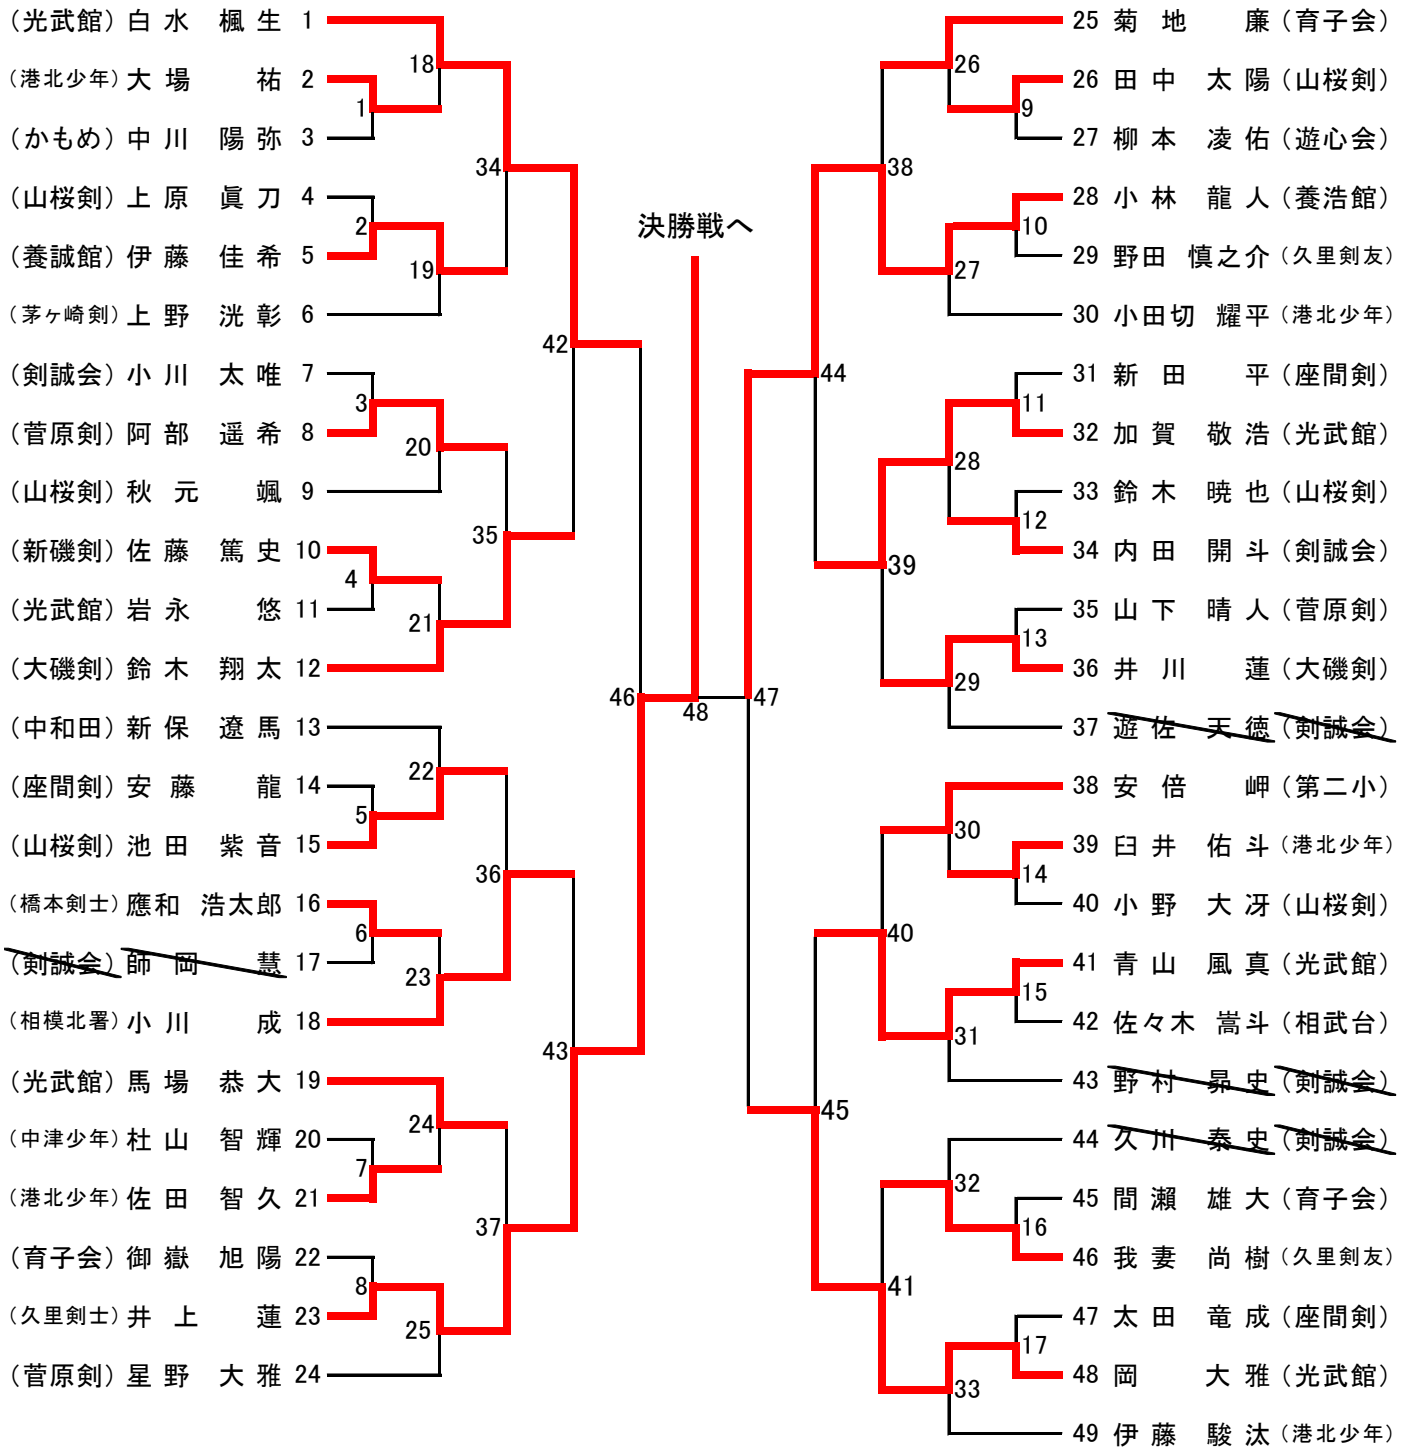 (光武館) 白水 楓生 1
(港北少年) 大場 祐 2
(かもめ) 中川 陽弥 3
(山桜剣) 上原 眞刀 4
(養誠館) 伊藤 佳希 5
(茅ヶ崎剣) 上野 洸彰 6
(剣誠会) 小川 太唯 7
(菅原剣) 阿部 遥希 8
(山桜剣) 秋元 颯 9
(新磯剣) 佐藤 篤史 10
(光武館) 岩永 悠 11
(大磯剣) 鈴木 翔太 12
(中和田) 新保 遼馬 13
(座間剣) 安藤 龍 14
(山桜剣) 池田 紫音 15
(橋本剣士) 應和 浩太郎 16
(剣誠会) 師岡 慧 17
(相模北署) 小川 成 18
(光武館) 馬場 恭大 19
(中津少年) 杜山 智輝 20
(港北少年) 佐田 智久 21
(育子会) 御嶽 旭陽 22
(久里剣士) 井上 蓮 23
(菅原剣) 星野 大雅 24
1
2
3
4
5
6
7
8
18
19
20
21
22
23
24
25
34
35
36
37
42
43
46
決勝戦へ
48
47
44
45
38
39
40
41
26
27
28
29
30
31
32
33
9
10
11
12
13
14
15
16
17
25 菊地 廉 (育子会)
26 田中 太陽 (山桜剣)
27 柳本 凌佑 (遊心会)
28 小林 龍人 (養浩館)
29 野田 慎之介 (久里剣友)
30 小田切 耀平 (港北少年)
31 新田 平 (座間剣)
32 加賀 敬浩 (光武館)
33 鈴木 暁也 (山桜剣)
34 内田 開斗 (剣誠会)
35 山下 晴人 (菅原剣)
36 井川 蓮 (大磯剣)
37 遊佐 天徳 (剣誠会)
38 安倍 岬 (第二小)
39 臼井 佑斗 (港北少年)
40 小野 大冴 (山桜剣)
41 青山 風真 (光武館)
42 佐々木 嵩斗 (相武台)
43 野村 昴史 (剣誠会)
44 久川 泰史 (剣誠会)
45 間瀬 雄大 (育子会)
46 我妻 尚樹 (久里剣友)
47 太田 竜成 (座間剣)
48 岡 大雅 (光武館)
49 伊藤 駿汰 (港北少年)